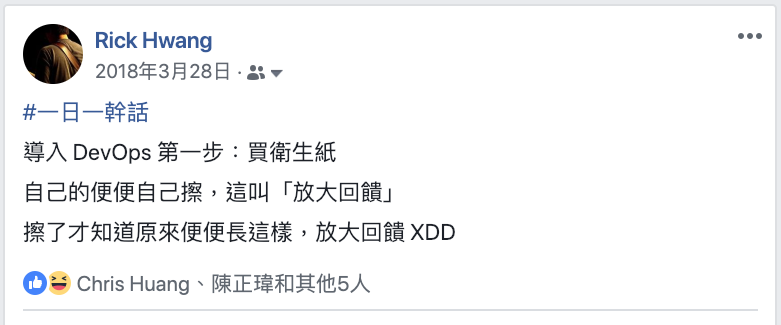 Rick Hwang
2018年3月28日 ·
#一日一幹話
導入 DevOps 第一步：買衛生紙
自己的便便自己擦，這叫「放大回饋」
擦了才知道原來便便長這樣，放大回饋 XDD
Chris Huang、陳正瑋和其他5人